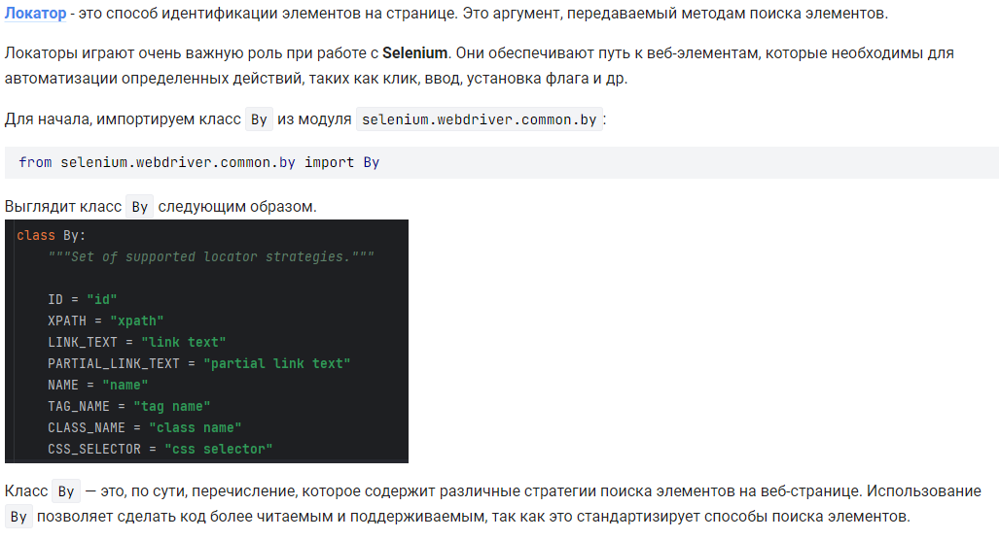 Локатор - это способ идентификации элементов на странице. Это аргумент, передаваемый методам поиска элементов.
Локаторы играют очень важную роль при работе с Selenium. Они обеспечивают путь к веб-элементам, которые необходимы для
автоматизации определенных действий, таких как клик, ввод, установка флага и др.
Для начала, импортируем класс By из модуля selenium.webdriver.common.by:
from selenium.webdriver.common.by import By
Выглядит класс By следующим образом.
class By:
    """Set of supported locator strategies."""
    ID = "id"
    XPATH = "xpath"
    LINK_TEXT = "link text"
    PARTIAL_LINK_TEXT = "partial link text"
    NAME = "name"
    TAG_NAME = "tag name"
    CLASS_NAME = "class name"
    CSS_SELECTOR = "css selector"
Класс By — это, по сути, перечисление, которое содержит различные стратегии поиска элементов на веб-странице. Использование
By позволяет сделать код более читаемым и поддерживаемым, так как это стандартизирует способы поиска элементов.